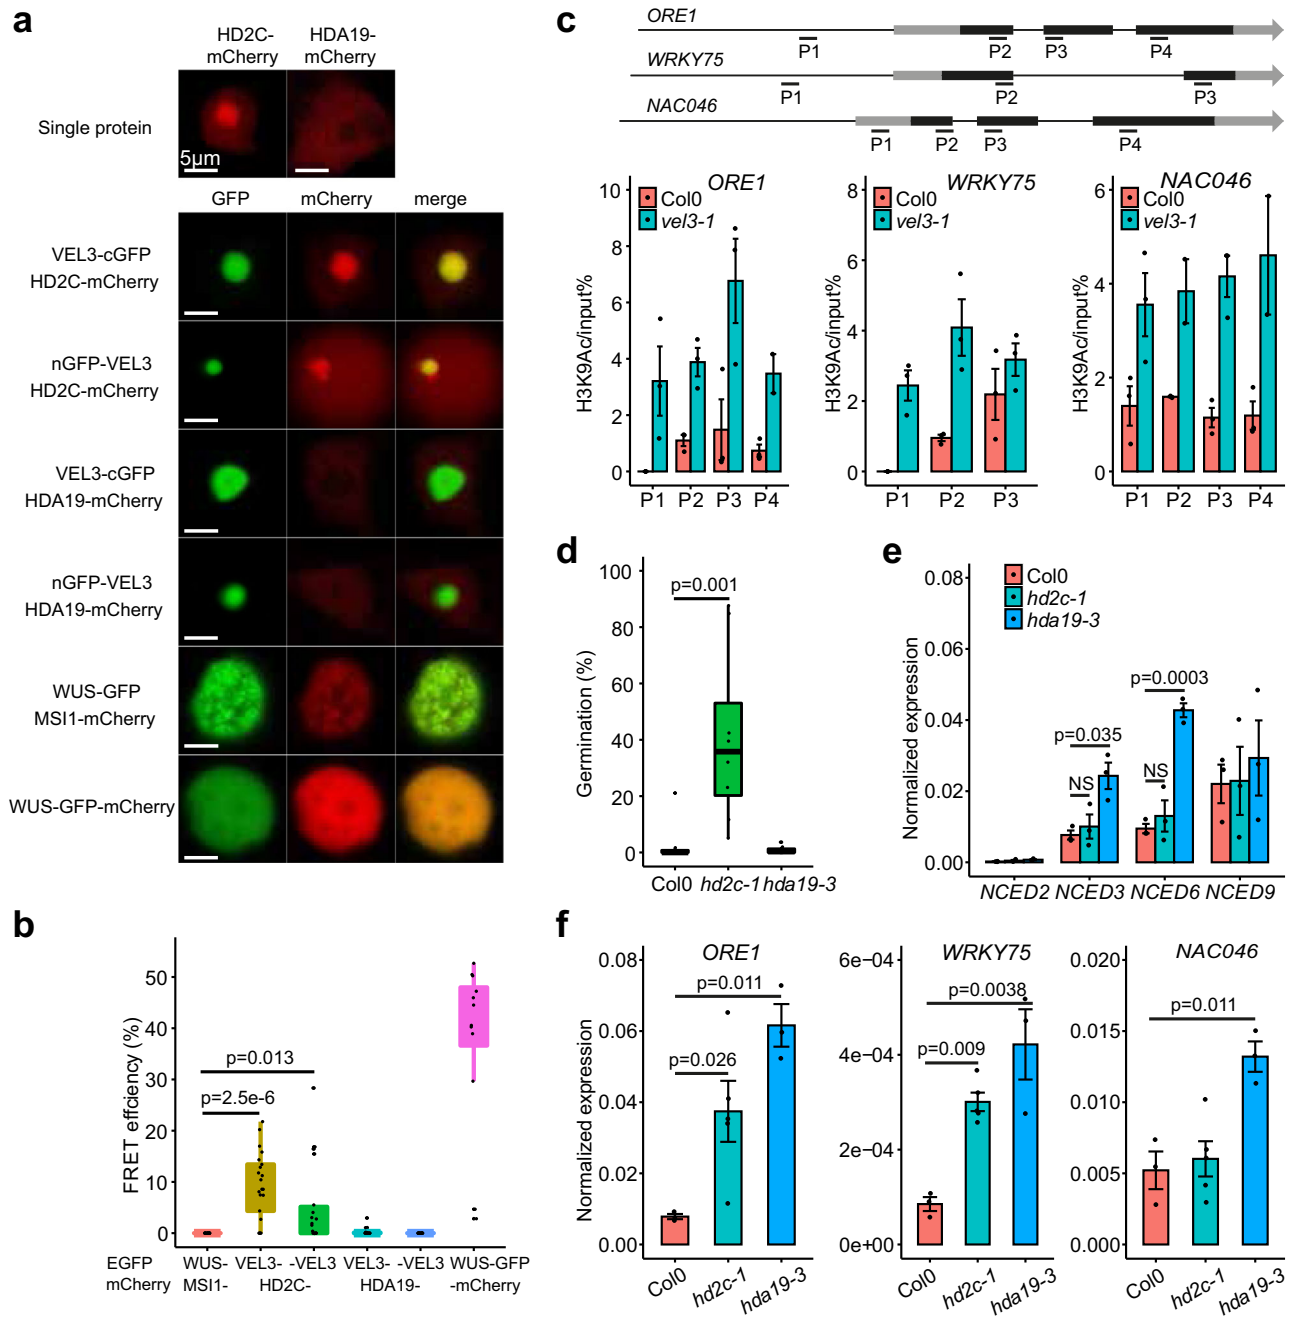 a
HD2C-
mCherry
HDA19-
mCherry
Single protein
5μm
GFP
mCherry
merge
VEL3-cGFP
HD2C-mCherry
nGFP-VEL3
HD2C-mCherry
VEL3-cGFP
HDA19-mCherry
nGFP-VEL3
HDA19-mCherry
WUS-GFP
MSI1-mCherry
WUS-GFP-mCherry
b
FRET effciency (%)
50
40
30
20
10
0
p=0.013
p=2.5e-6
EGFP WUS- VEL3- -VEL3 VEL3- -VEL3 WUS-GFP
mCherry MSI1- HD2C- HDA19- -mCherry
c
ORE1
P1 P2 P3 P4
WRKY75
P1 P2 P3
NAC046
P1 P2 P3 P4
ORE1
Col0
vel3-1
H3K9Ac/input%
10
8
6
4
2
0
P1 P2 P3 P4
WRKY75
Col0
vel3-1
H3K9Ac/input%
8
6
4
2
0
P1 P2 P3
NAC046
Col0
vel3-1
H3K9Ac/input%
6
4
2
0
P1 P2 P3 P4
d
Germination (%)
100
80
60
40
20
0
p=0.001
Col0 hd2c-1 hda19-3
e
Normalized expression
0.08
0.06
0.04
0.02
0.00
Col0
hd2c-1
hda19-3
p=0.035
NS
p=0.0003
NS
NCED2 NCED3 NCED6 NCED9
f
ORE1
Normalized expression
0.08
0.06
0.04
0.02
0.00
p=0.011
p=0.026
Col0 hd2c-1 hda19-3
WRKY75
6e-04
4e-04
2e-04
0e+00
p=0.0038
p=0.009
Col0 hd2c-1 hda19-3
NAC046
0.020
0.015
0.010
0.005
0.000
p=0.011
Col0 hd2c-1 hda19-3